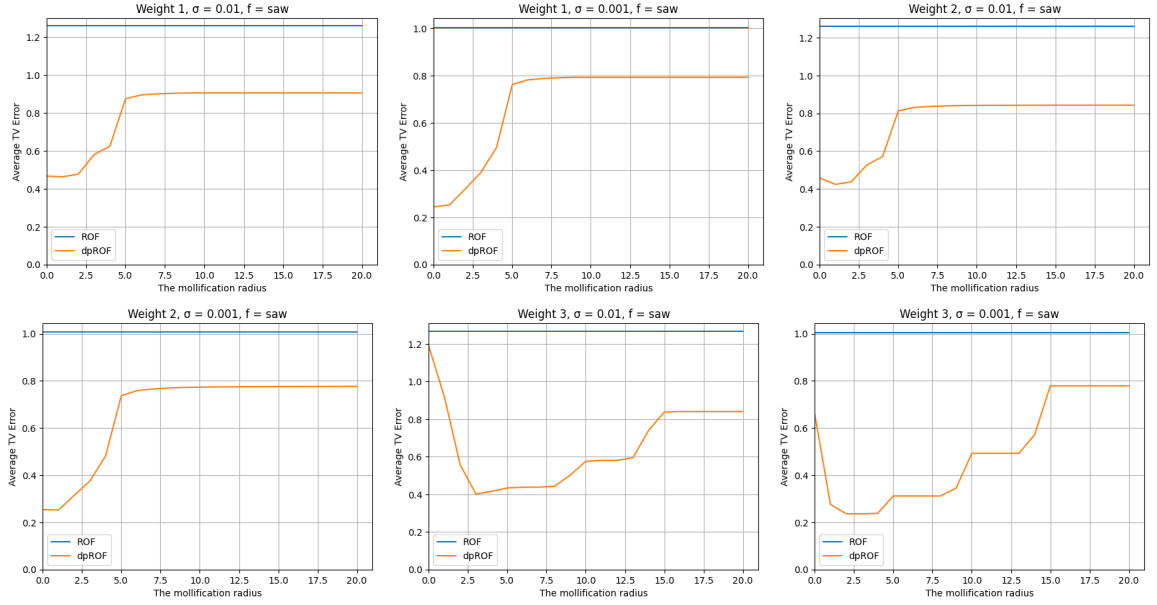 Weight 1, σ = 0.01, f = saw
Average TV Error
1.2
1.0
0.8
0.6
0.4
0.2
0.0
ROF
dpROF
0.0 2.5 5.0 7.5 10.0 12.5 15.0 17.5 20.0
The mollification radius
Weight 1, σ = 0.001, f = saw
Average TV Error
1.0
0.8
0.6
0.4
0.2
0.0
ROF
dpROF
0.0 2.5 5.0 7.5 10.0 12.5 15.0 17.5 20.0
The mollification radius
Weight 2, σ = 0.01, f = saw
Average TV Error
1.2
1.0
0.8
0.6
0.4
0.2
0.0
ROF
dpROF
0.0 2.5 5.0 7.5 10.0 12.5 15.0 17.5 20.0
The mollification radius
Weight 2, σ = 0.001, f = saw
Average TV Error
1.0
0.8
0.6
0.4
0.2
0.0
ROF
dpROF
0.0 2.5 5.0 7.5 10.0 12.5 15.0 17.5 20.0
The mollification radius
Weight 3, σ = 0.01, f = saw
Average TV Error
1.2
1.0
0.8
0.6
0.4
0.2
0.0
ROF
dpROF
0.0 2.5 5.0 7.5 10.0 12.5 15.0 17.5 20.0
The mollification radius
Weight 3, σ = 0.001, f = saw
Average TV Error
1.0
0.8
0.6
0.4
0.2
0.0
ROF
dpROF
0.0 2.5 5.0 7.5 10.0 12.5 15.0 17.5 20.0
The mollification radius